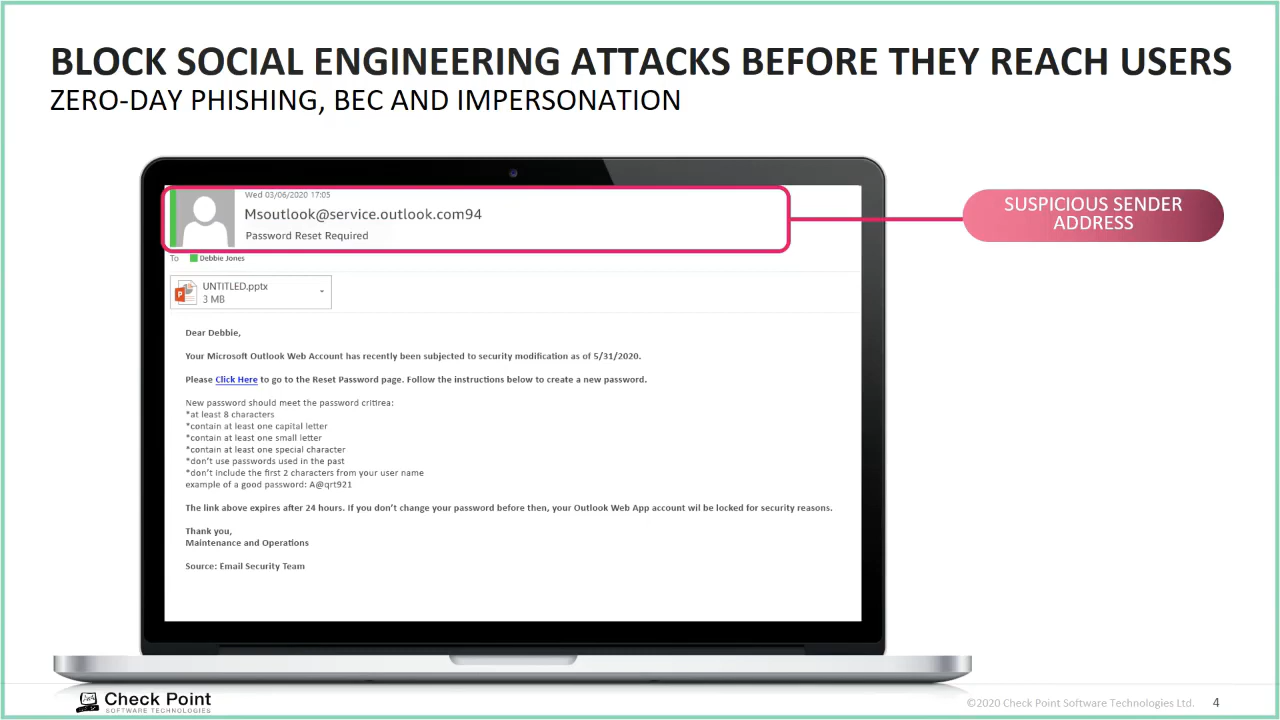 BLOCK SOCIAL ENGINEERING ATTACKS BEFORE THEY REACH USERS
ZERO-DAY PHISHING, BEC AND IMPERSONATION
Wed 03/06/2020 17:05
Msoutlook@service.outlook.com94
Password Reset Required
SUSPICIOUS SENDER
ADDRESS
To Debbie Jones
UNTITLED.pptx
3 MB
Dear Debbie,
Your Microsoft Outlook Web Account has recently been subjected to security modification as of 5/31/2020.
Please Click Here to go to the Reset Password page. Follow the instructions below to create a new password.
New password should meet the password critirea:
*at least 8 characters
*contain at least one capital letter
*contain at least one small letter
*contain at least one special character
*don't use passwords used in the past
*don't include the first 2 characters from your user name
example of a good password: A@qrt921
The link above expires after 24 hours. If you don't change your password before then, your Outlook Web App account wil be locked for security reasons.
Thank you,
Maintenance and Operations
Source: Email Security Team
Check Point
SOFTWARE TECHNOLOGIES
©2020 Check Point Software Technologies Ltd. 4